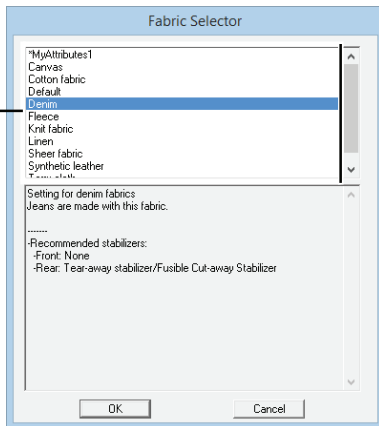 Fabric Selector
*MyAttributes1
Canvas
Cotton fabric
Default
Denim
Fleece
Knit fabric
Linen
Sheer fabric
Synthetic leather
Setting for denim fabrics
Jeans are made with this fabric.
-------
-Recommended stabilizers:
-Front: None
-Rear: Tear-away stabilizer/Fusible Cut-away Stabilizer
OK
Cancel